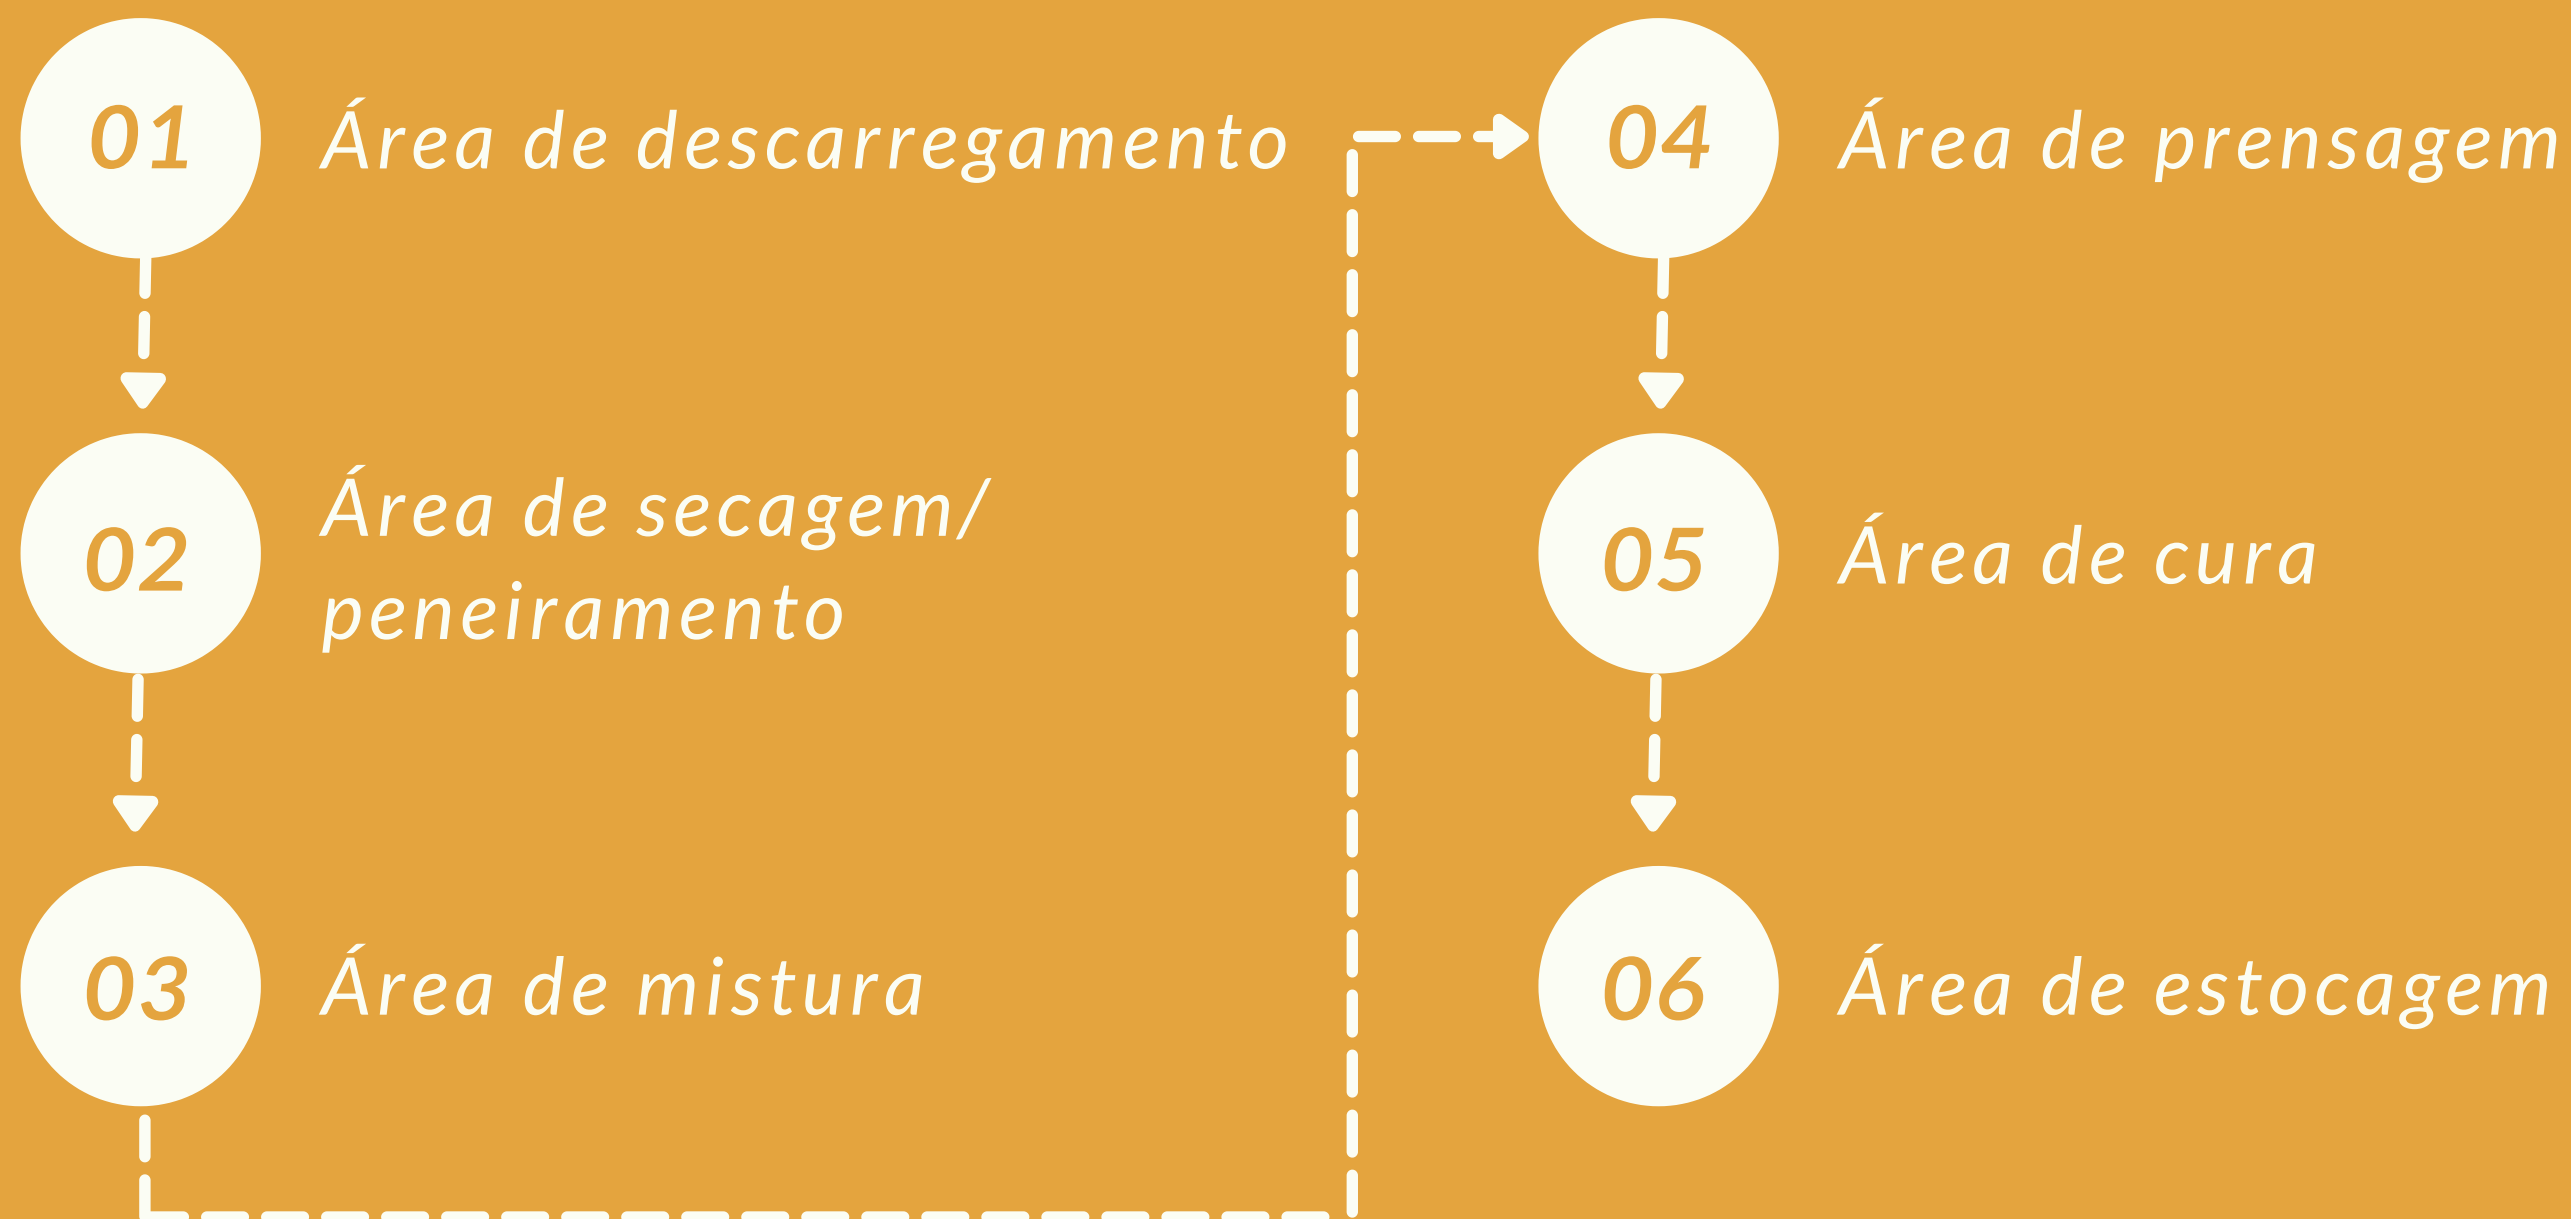 01
Área de descarregamento
02
Área de secagem/
peneiramento
03
Área de mistura
04
Área de prensagem
05
Área de cura
06
Área de estocagem